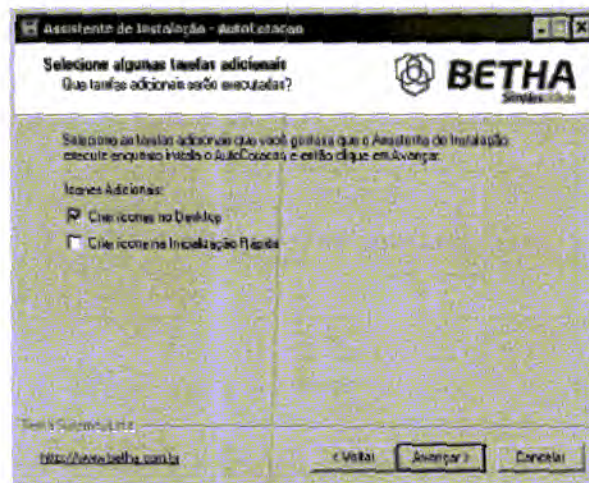 Assistente de Instalação - AutoCotacao
Selecione algumas tarefas adicionais
Que tarefas adicionais serão executadas?
BETHA
Selecione as tarefas adicionais que você gostaria que o Assistente de Instalação
execute enquanto instala o AutoCotacao e então clique em Avançar.
Ícones Adicionais:
Criar ícones no Desktop
Criar ícone na Inicialização Rápida
http://www.betha.com.br
< Voltar
Avançar >
Cancelar